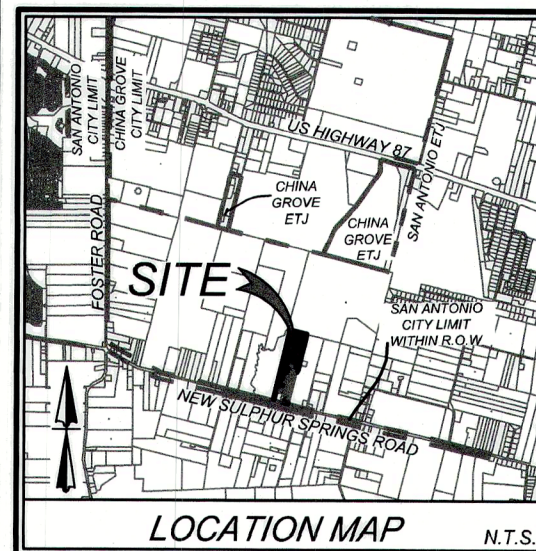 SAN ANTONIO
CITY LIMIT
CHINA GROVE
CITY LIMIT
US HIGHWAY 87
SAN ANTONIO ETJ
CHINA
GROVE
ETJ
CHINA
GROVE
ETJ
FOSTER ROAD
SITE
SAN ANTONIO
CITY LIMIT
WITHIN R.O.W
NEW SULPHUR SPRINGS ROAD
LOCATION MAP
N.T.S.